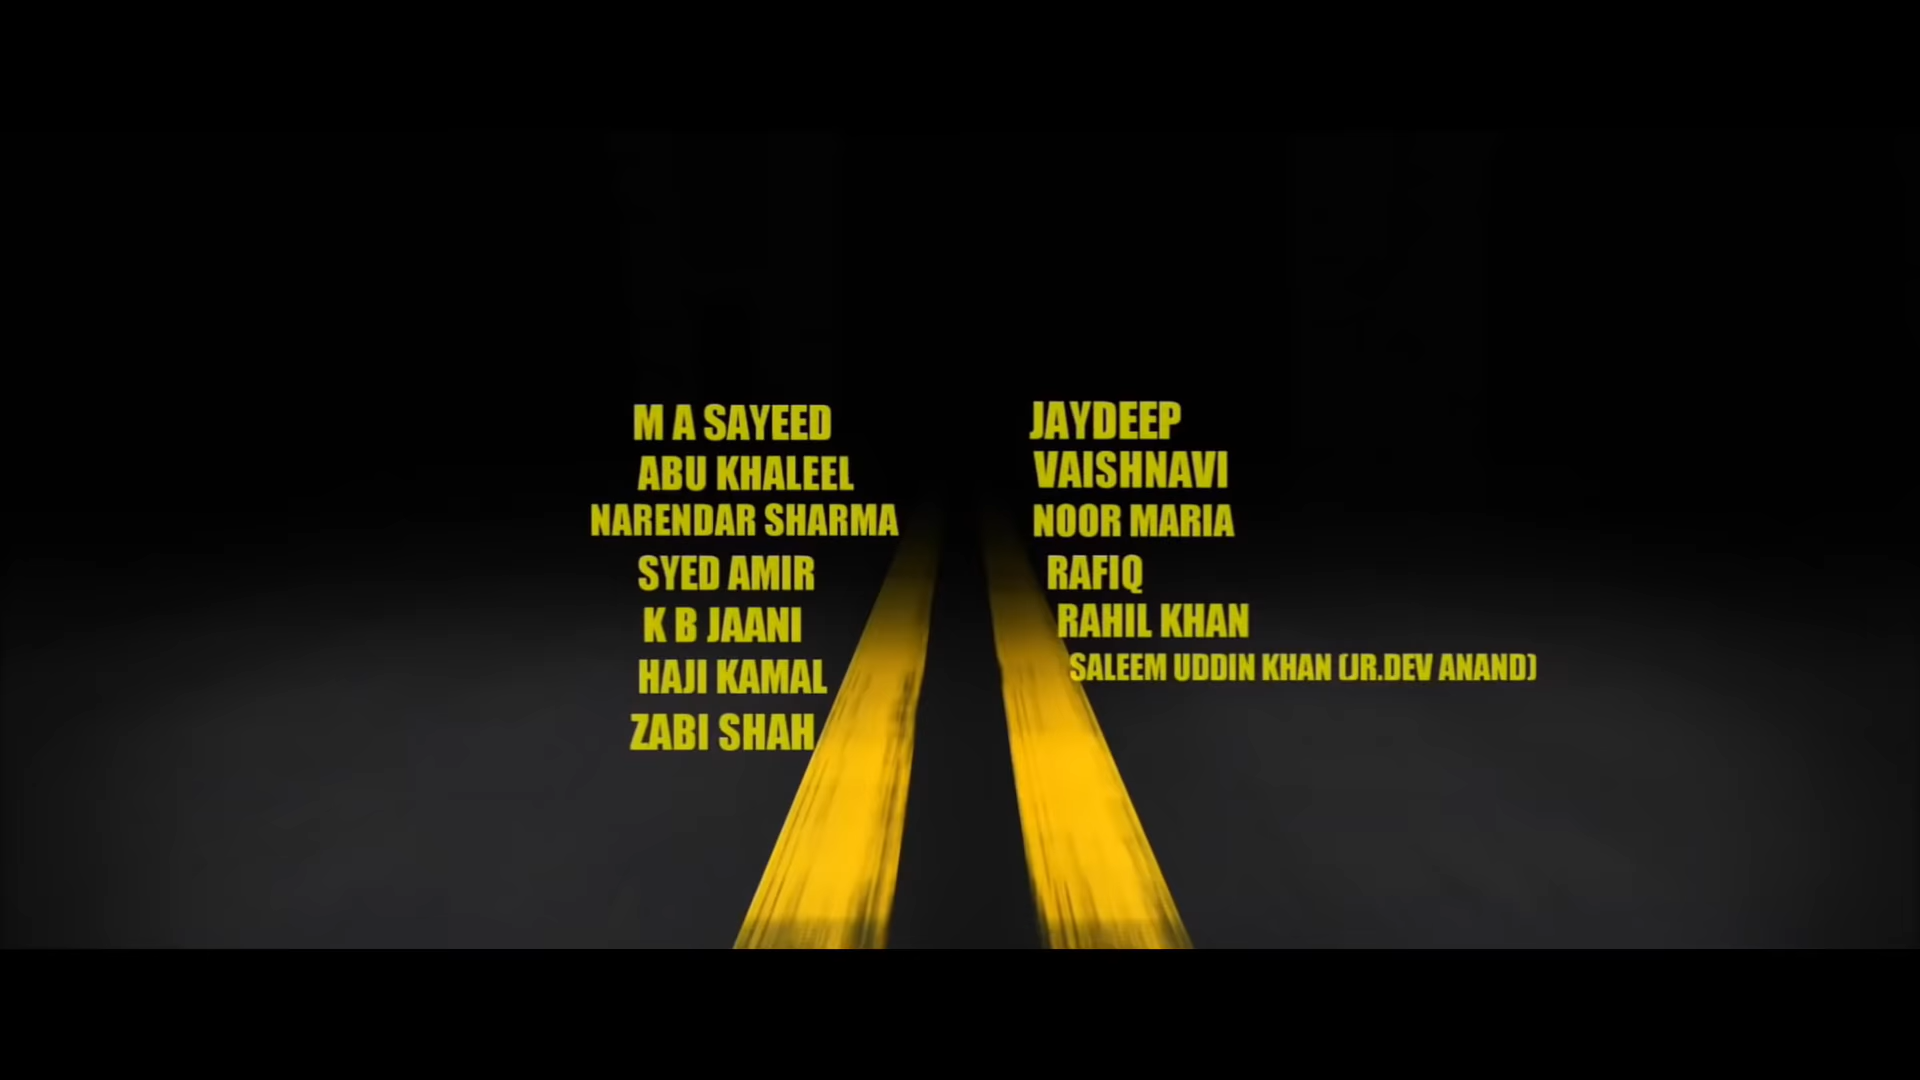 M A SAYEED
ABU KHALEEL
NARENDAR SHARMA
SYED AMIR
K B JAANI
HAJI KAMAL
ZABI SHAH
JAYDEEP
VAISHNAVI
NOOR MARIA
RAFIQ
RAHIL KHAN
SALEEM UDDIN KHAN (JR.DEV ANAND)